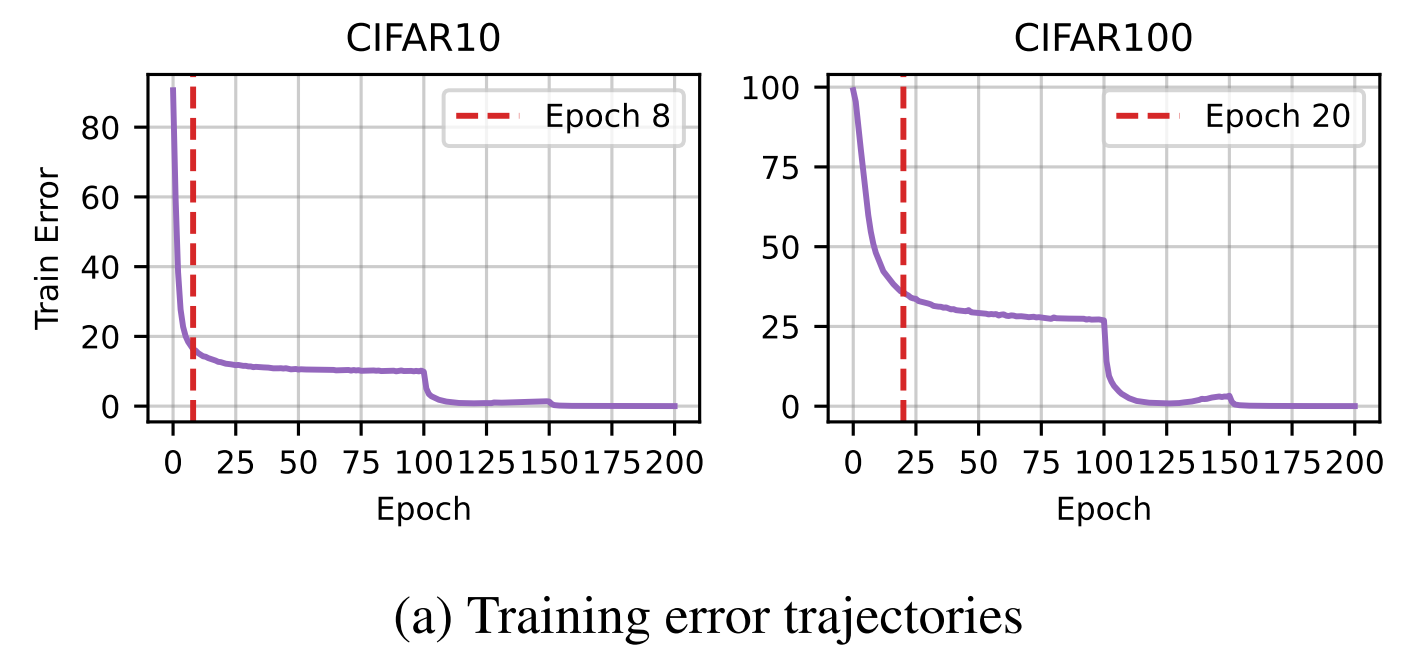 CIFAR10
Train Error
80
60
40
20
0
Epoch 8
0 25 50 75 100 125 150 175 200
Epoch
CIFAR100
100
75
50
25
0
Epoch 20
0 25 50 75 100 125 150 175 200
Epoch
(a) Training error trajectories